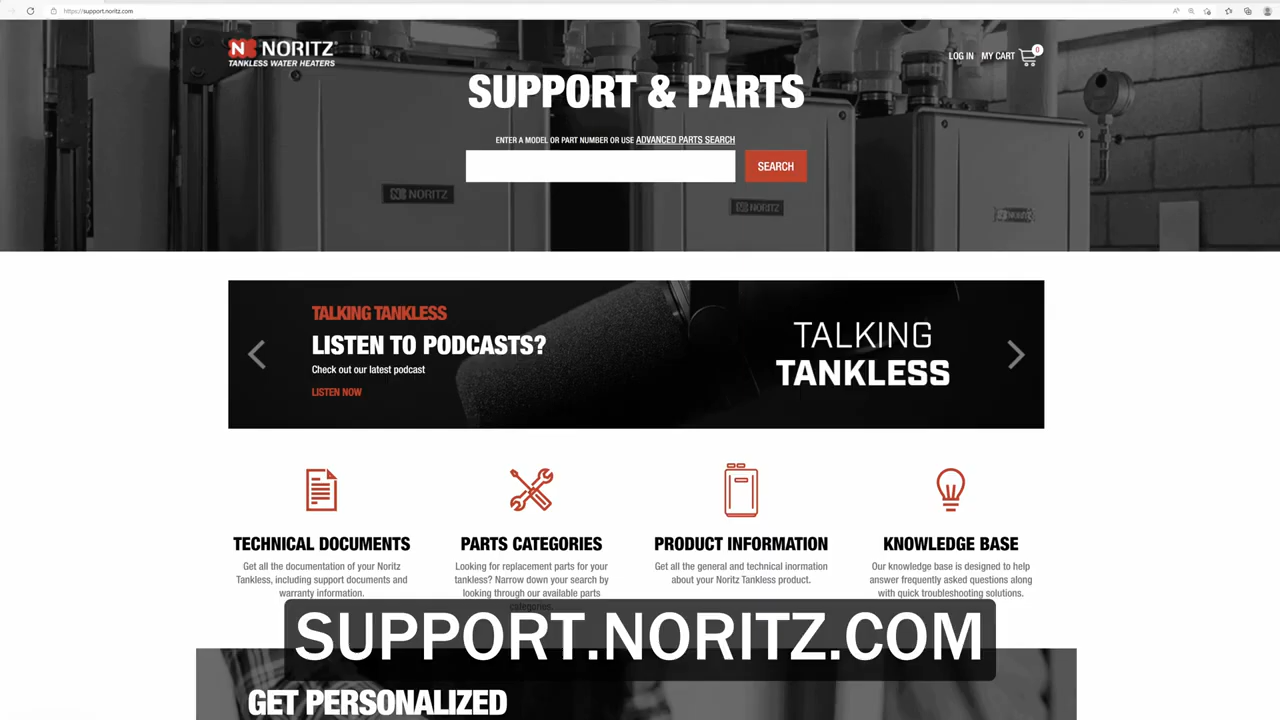 https://support.noritz.com
NORITZ
TANKLESS WATER HEATERS
LOG IN
MY CART
0
SUPPORT & PARTS
ENTER A MODEL OR PART NUMBER OR USE ADVANCED PARTS SEARCH
SEARCH
NORITZ
NORITZ
NORITZ
TALKING TANKLESS
LISTEN TO PODCASTS?
Check out our latest podcast
LISTEN NOW
TALKING
TANKLESS
TECHNICAL DOCUMENTS
Get all the documentation of your Noritz
Tankless, including support documents and
warranty information.
PARTS CATEGORIES
Looking for replacement parts for your
tankless? Narrow down your search by
looking through our available parts
categories.
PRODUCT INFORMATION
Get all the general and technical inormation
about your Noritz Tankless product.
KNOWLEDGE BASE
Our knowledge base is designed to help
answer frequently asked questions along
with quick troubleshooting solutions.
SUPPORT.NORITZ.COM
GET PERSONALIZED